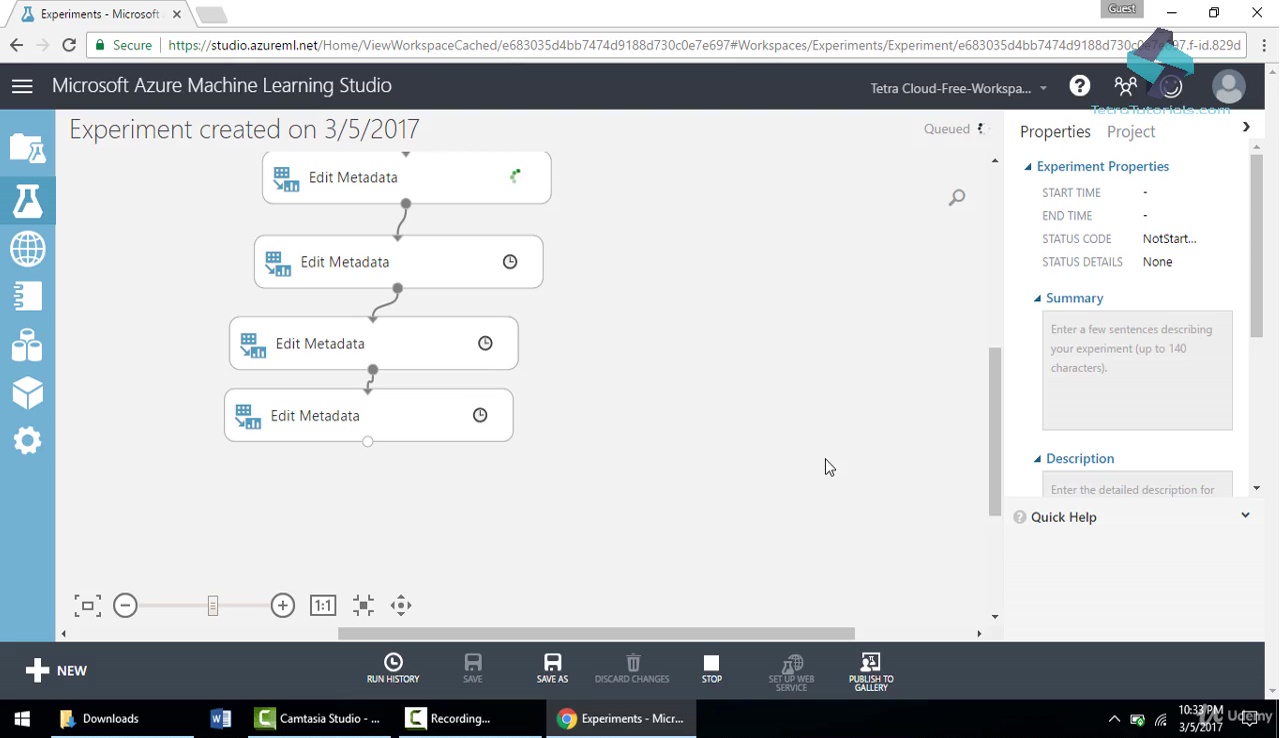 Experiments - Microsoft
Guest
Secure
https://studio.azureml.net/Home/ViewWorkspaceCached/e683035d4bb7474d9188d730c0e7e697#Workspaces/Experiments/Experiment/e683035d4bb7474d9188d730c0e7e697.f-id.829d
Microsoft Azure Machine Learning Studio
Tetra Cloud-Free-Workspa...
TetraTutorials.com
Experiment created on 3/5/2017
Queued
Properties
Project
Edit Metadata
Edit Metadata
Edit Metadata
Edit Metadata
Experiment Properties
START TIME -
END TIME -
STATUS CODE NotStart...
STATUS DETAILS None
Summary
Enter a few sentences describing
your experiment (up to 140
characters).
Description
Enter the detailed description for
Quick Help
1:1
NEW
RUN HISTORY
SAVE
SAVE AS
DISCARD CHANGES
STOP
SET UP WEB
SERVICE
PUBLISH TO
GALLERY
Downloads
Camtasia Studio - ...
Recording...
Experiments - Micr...
10:33 PM
3/5/2017
Udemy